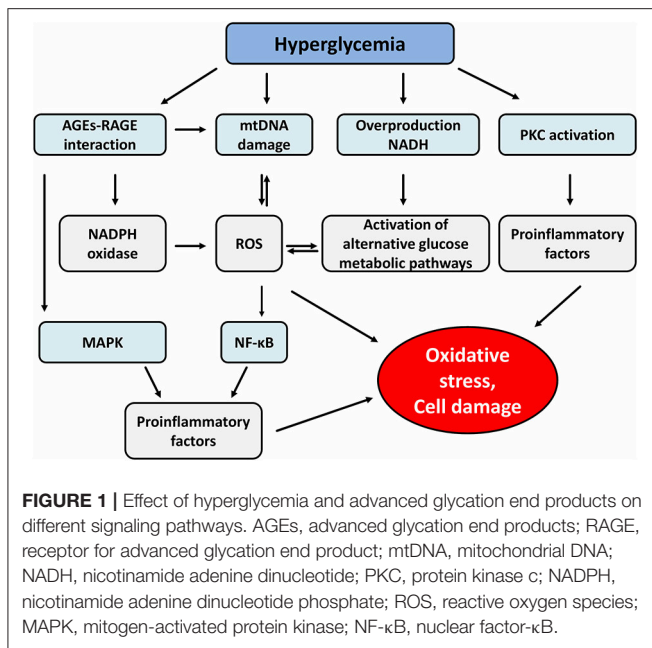 Hyperglycemia
AGEs-RAGE
interaction
mtDNA
damage
Overproduction
NADH
PKC activation
NADPH
oxidase
ROS
Activation of
alternative glucose
metabolic pathways
Proinflammatory
factors
MAPK
NF-κB
Oxidative
stress,
Cell damage
Proinflammatory
factors
FIGURE 1 | Effect of hyperglycemia and advanced glycation end products on
different signaling pathways. AGEs, advanced glycation end products; RAGE,
receptor for advanced glycation end product; mtDNA, mitochondrial DNA;
NADH, nicotinamide adenine dinucleotide; PKC, protein kinase c; NADPH,
nicotinamide adenine dinucleotide phosphate; ROS, reactive oxygen species;
MAPK, mitogen-activated protein kinase; NF-κB, nuclear factor-κB.